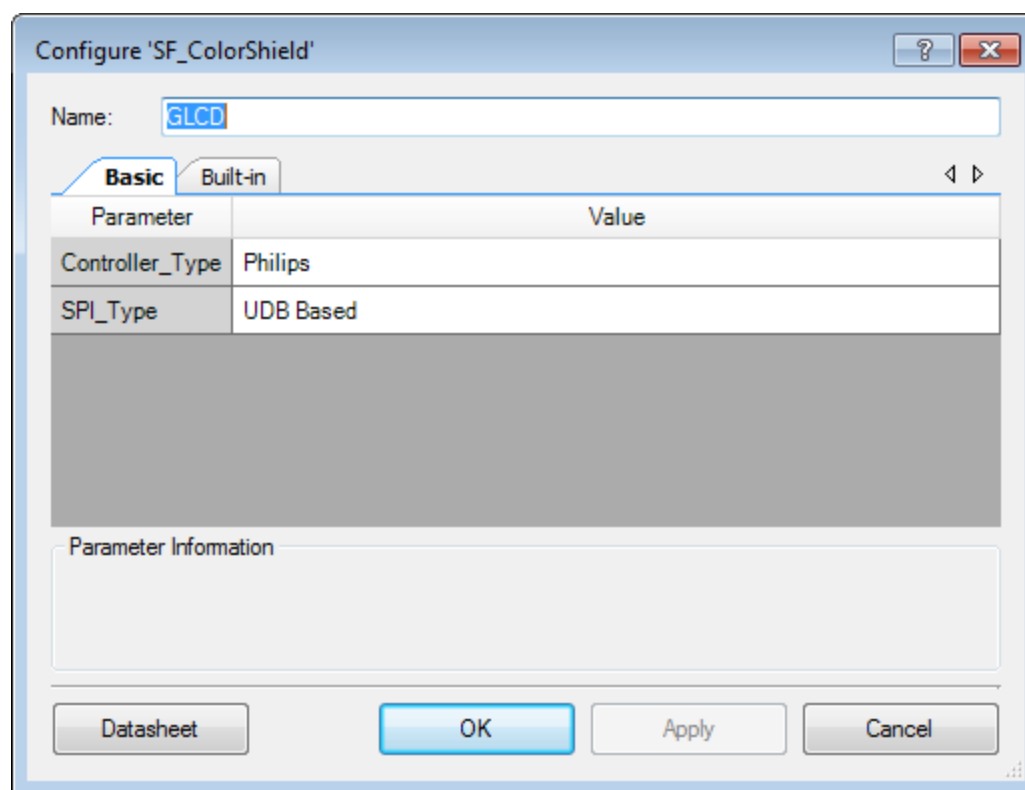 Configure 'SF_ColorShield'
Name: GLCD
Basic Built-in
Parameter Value
Controller_Type Philips
SPI_Type UDB Based
Parameter Information
Datasheet OK Apply Cancel